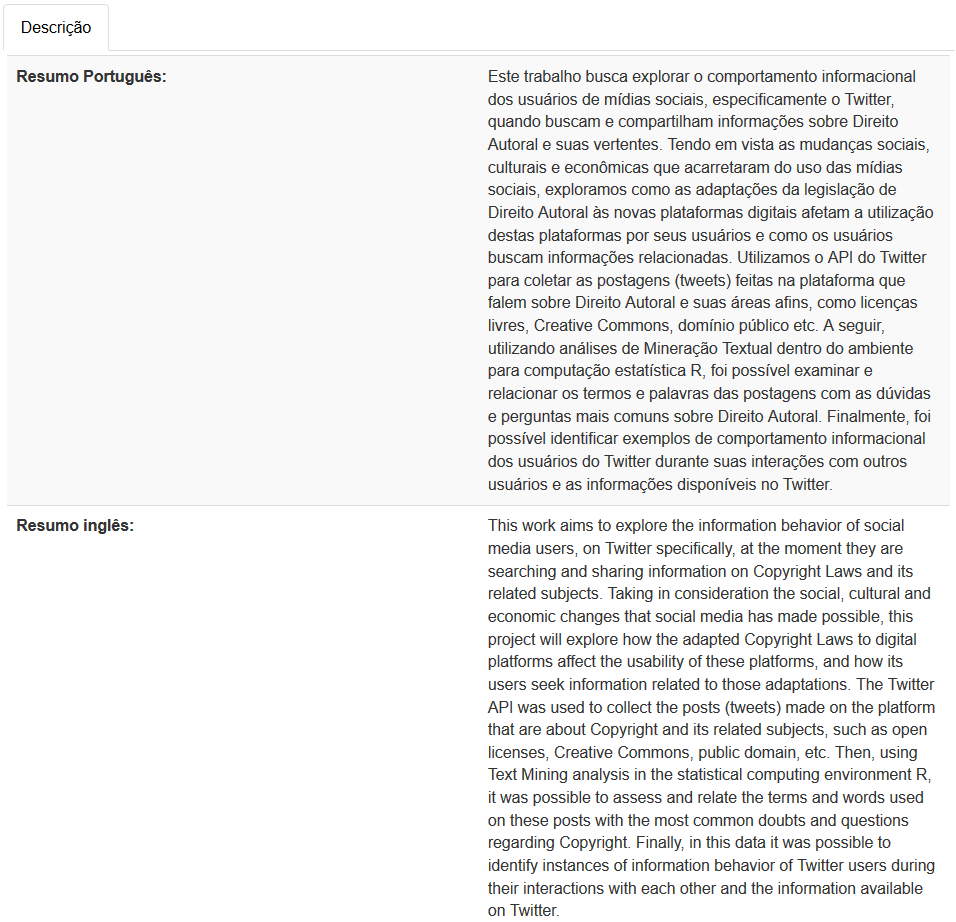 Descrição
Resumo Português:
Este trabalho busca explorar o comportamento informacional
dos usuários de mídias sociais, especificamente o Twitter,
quando buscam e compartilham informações sobre Direito
Autoral e suas vertentes. Tendo em vista as mudanças sociais,
culturais e econômicas que acarretaram do uso das mídias
sociais, exploramos como as adaptações da legislação de
Direito Autoral às novas plataformas digitais afetam a utilização
destas plataformas por seus usuários e como os usuários
buscam informações relacionadas. Utilizamos o API do Twitter
para coletar as postagens (tweets) feitas na plataforma que
falem sobre Direito Autoral e suas áreas afins, como licenças
livres, Creative Commons, domínio público etc. A seguir,
utilizando análises de Mineração Textual dentro do ambiente
para computação estatística R, foi possível examinar e
relacionar os termos e palavras das postagens com as dúvidas
e perguntas mais comuns sobre Direito Autoral. Finalmente, foi
possível identificar exemplos de comportamento informacional
dos usuários do Twitter durante suas interações com outros
usuários e as informações disponíveis no Twitter.
Resumo inglês:
This work aims to explore the information behavior of social
media users, on Twitter specifically, at the moment they are
searching and sharing information on Copyright Laws and its
related subjects. Taking in consideration the social, cultural and
economic changes that social media has made possible, this
project will explore how the adapted Copyright Laws to digital
platforms affect the usability of these platforms, and how its
users seek information related to those adaptations. The Twitter
API was used to collect the posts (tweets) made on the platform
that are about Copyright and its related subjects, such as open
licenses, Creative Commons, public domain, etc. Then, using
Text Mining analysis in the statistical computing environment R,
it was possible to assess and relate the terms and words used
on these posts with the most common doubts and questions
regarding Copyright. Finally, in this data it was possible to
identify instances of information behavior of Twitter users during
their interactions with each other and the information available
on Twitter.